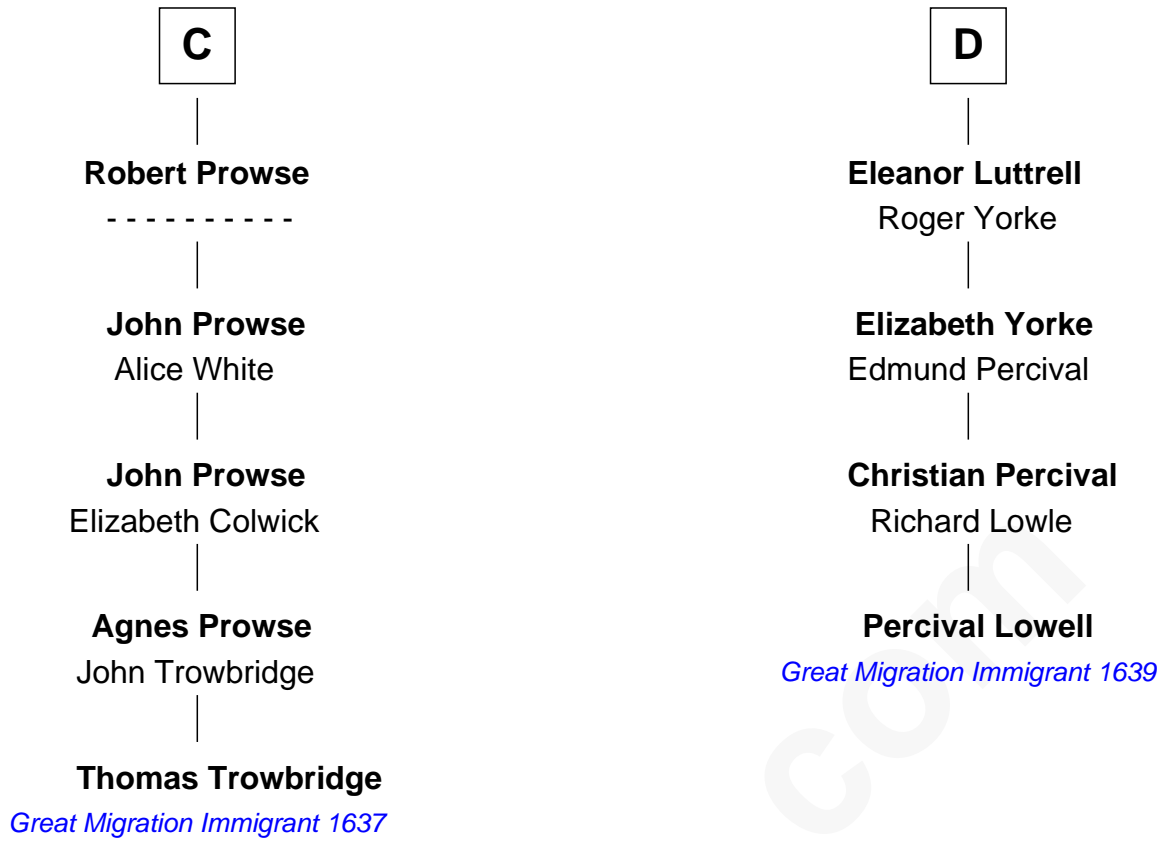 C
Robert Prowse
- - - - - - - - - -
John Prowse
Alice White
John Prowse
Elizabeth Colwick
Agnes Prowse
John Trowbridge
Thomas Trowbridge
Great Migration Immigrant 1637
D
Eleanor Luttrell
Roger Yorke
Elizabeth Yorke
Edmund Percival
Christian Percival
Richard Lowle
Percival Lowell
Great Migration Immigrant 1639
com